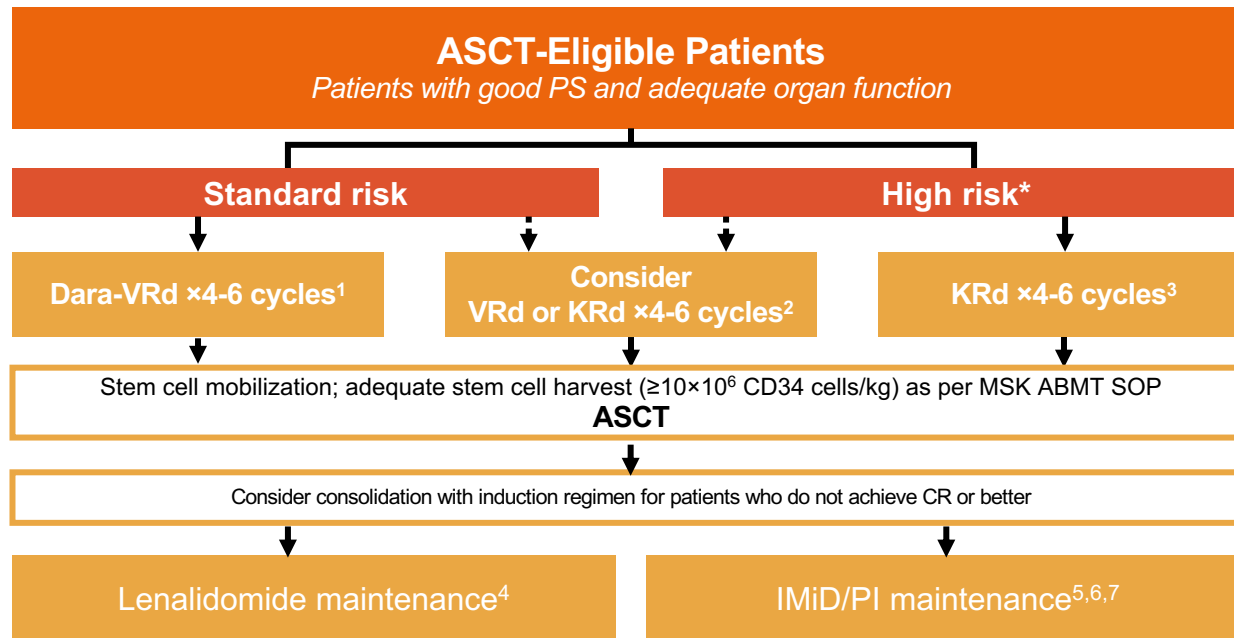 ASCT-Eligible Patients
Patients with good PS and adequate organ function
Standard risk
High risk*
Dara-VRd ×4-6 cycles¹
Consider
VRd or KRd ×4-6 cycles²
KRd ×4-6 cycles³
Stem cell mobilization; adequate stem cell harvest (≥10×10⁶ CD34 cells/kg) as per MSK ABMT SOP
ASCT
Consider consolidation with induction regimen for patients who do not achieve CR or better
Lenalidomide maintenance⁴
IMiD/PI maintenance⁵,⁶,⁷